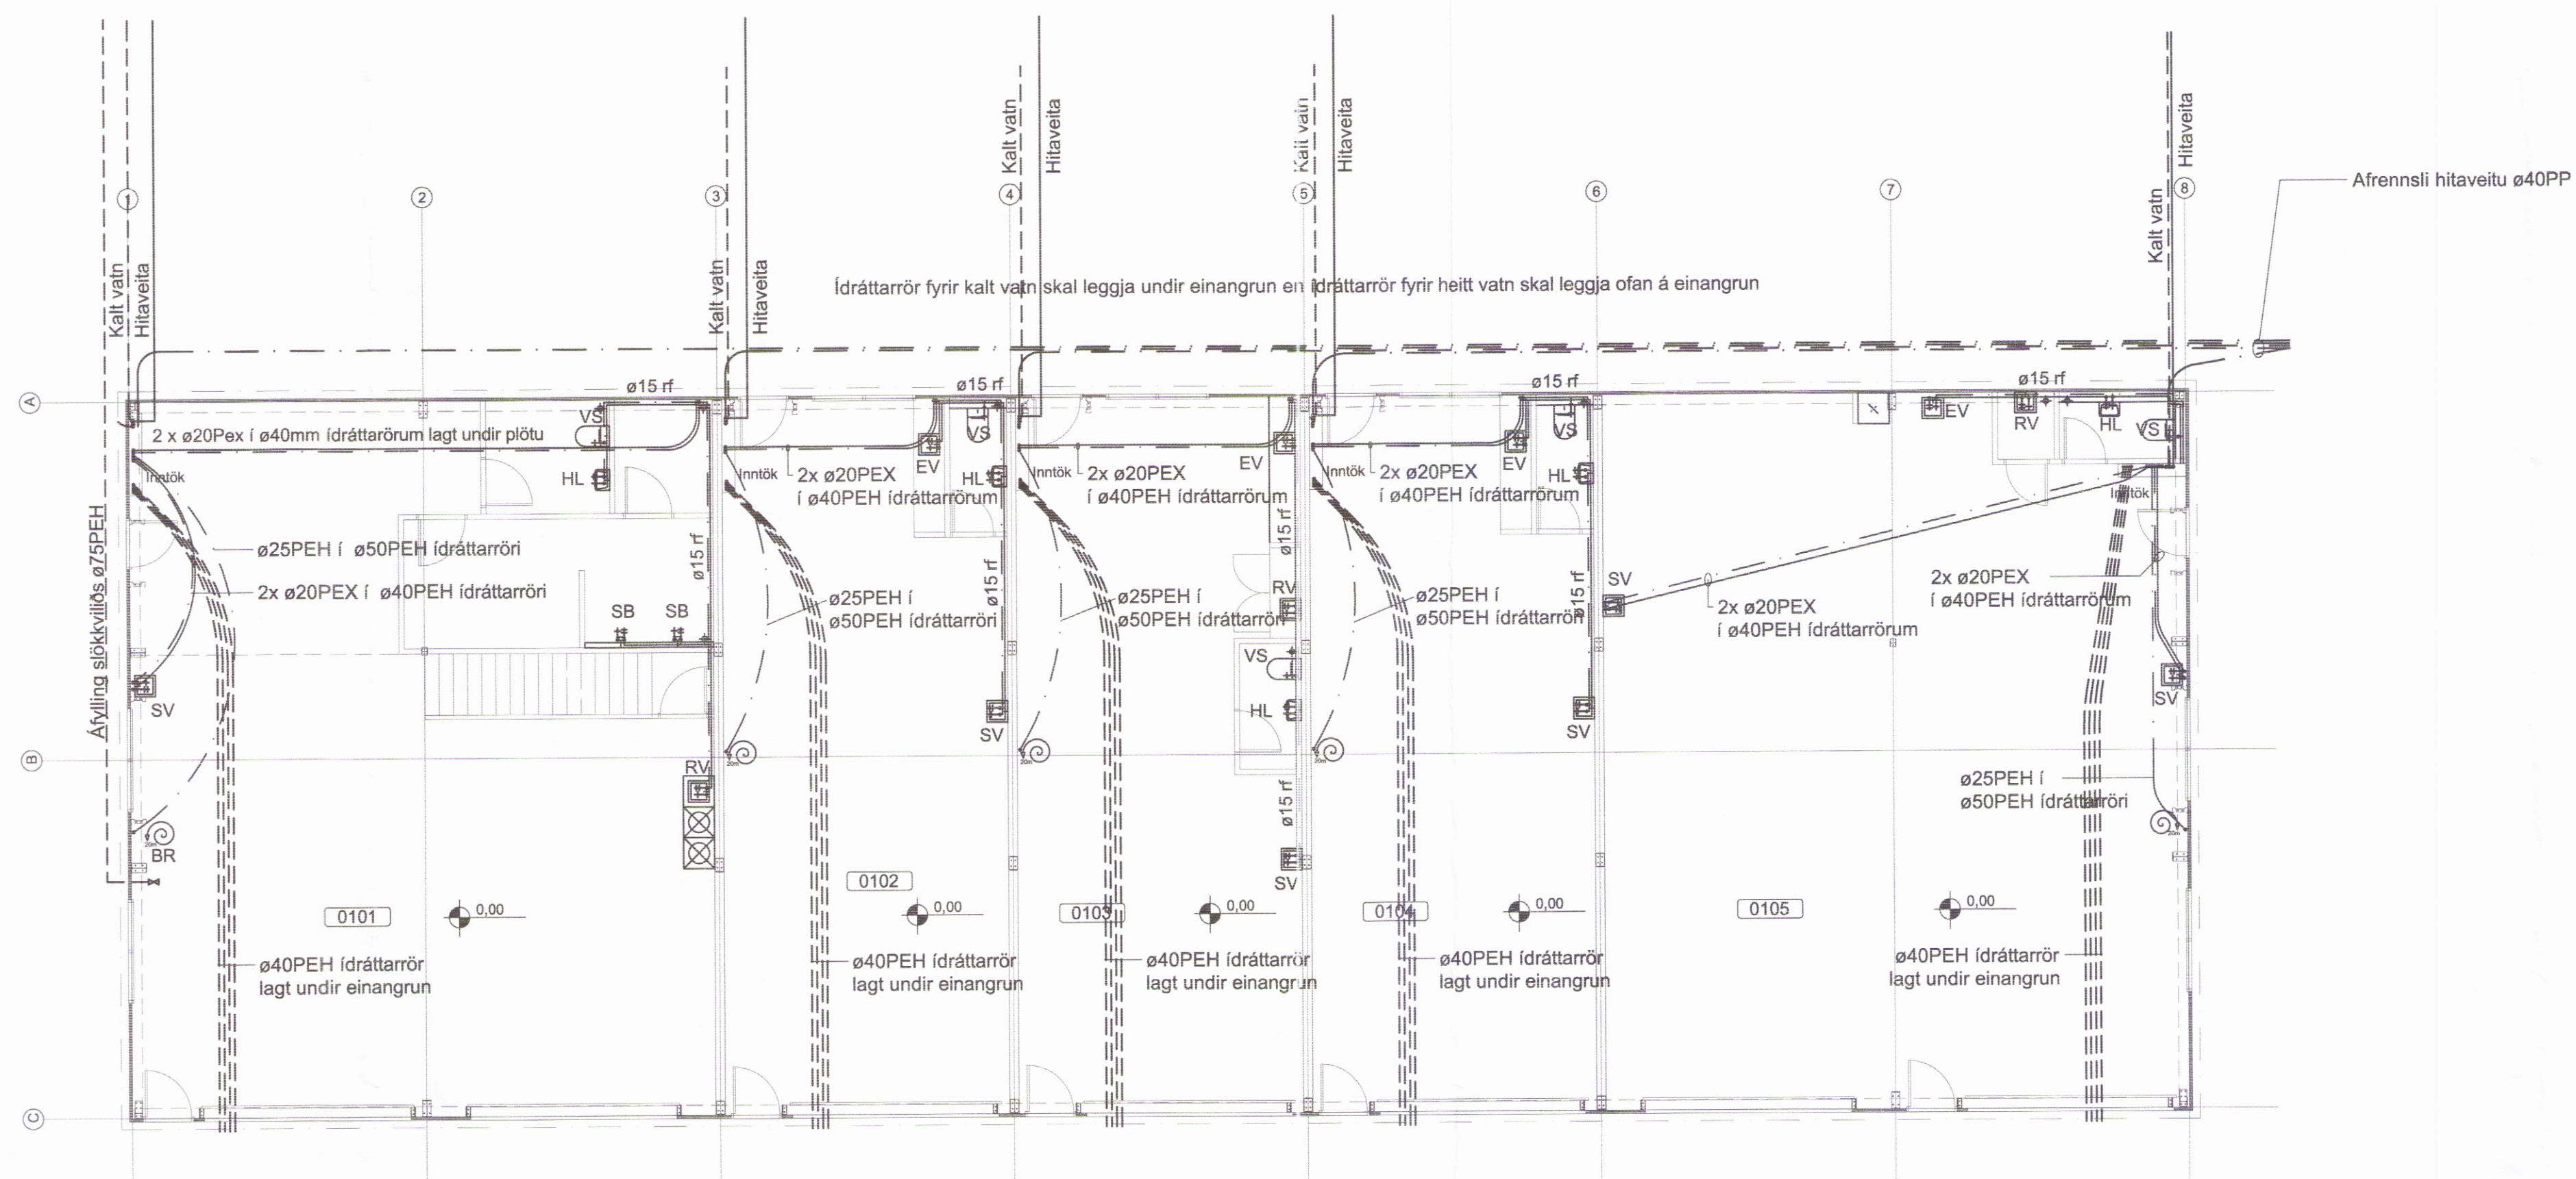 Afrennsli hitaveitu ø40PP
Kalt vatn
Hitaveita
Kalt vatn
Hitaveita
Kalt vatn
Hitaveita
Kalt vatn
Hitaveita
Kalt vatn
Hitaveita
1
2
3
4
5
6
7
8
Ídráttarrör fyrir kalt vatn skal leggja undir einangrun en ídráttarrör fyrir heitt vatn skal leggja ofan á einangrun
A
ø15 rf
ø15 rf
ø15 rf
ø15 rf
VS
2 x ø20Pex í ø40mm ídráttarörum lagt undir plötu
Inntök
HL
VS
EV
Inntök
2x ø20PEX
í ø40PEH ídráttarrörum
HL
EV
Inntök
2x ø20PEX
í ø40PEH ídráttarrörum
VS
EV
Inntök
2x ø20PEX
í ø40PEH ídráttarrörum
HL
EV
RV
HL
VS
Inntök
Áfylling slökkviliðs ø75PEH
ø25PEH í ø50PEH ídráttarröri
2x ø20PEX í ø40PEH ídráttarröri
ø15 rf
ø15 rf
ø15 rf
ø15 rf
SB
SB
SV
ø25PEH í
ø50PEH ídráttarröri
RV
ø25PEH í
ø50PEH ídráttarröri
ø25PEH í
ø50PEH ídráttarröri
SV
2x ø20PEX
í ø40PEH ídráttarrörum
2x ø20PEX
í ø40PEH ídráttarrörum
VS
HL
SV
SV
SV
B
RV
20m
20m
20m
ø15 rf
ø25PEH í
ø50PEH ídráttarröri
20m
BR
20m
SV
0101
0,00
0102
0,00
0103
0,00
0104
0,00
0105
0,00
ø40PEH ídráttarrör
lagt undir einangrun
ø40PEH ídráttarrör
lagt undir einangrun
ø40PEH ídráttarrör
lagt undir einangrun
ø40PEH ídráttarrör
lagt undir einangrun
ø40PEH ídráttarrör
lagt undir einangrun
SV
C